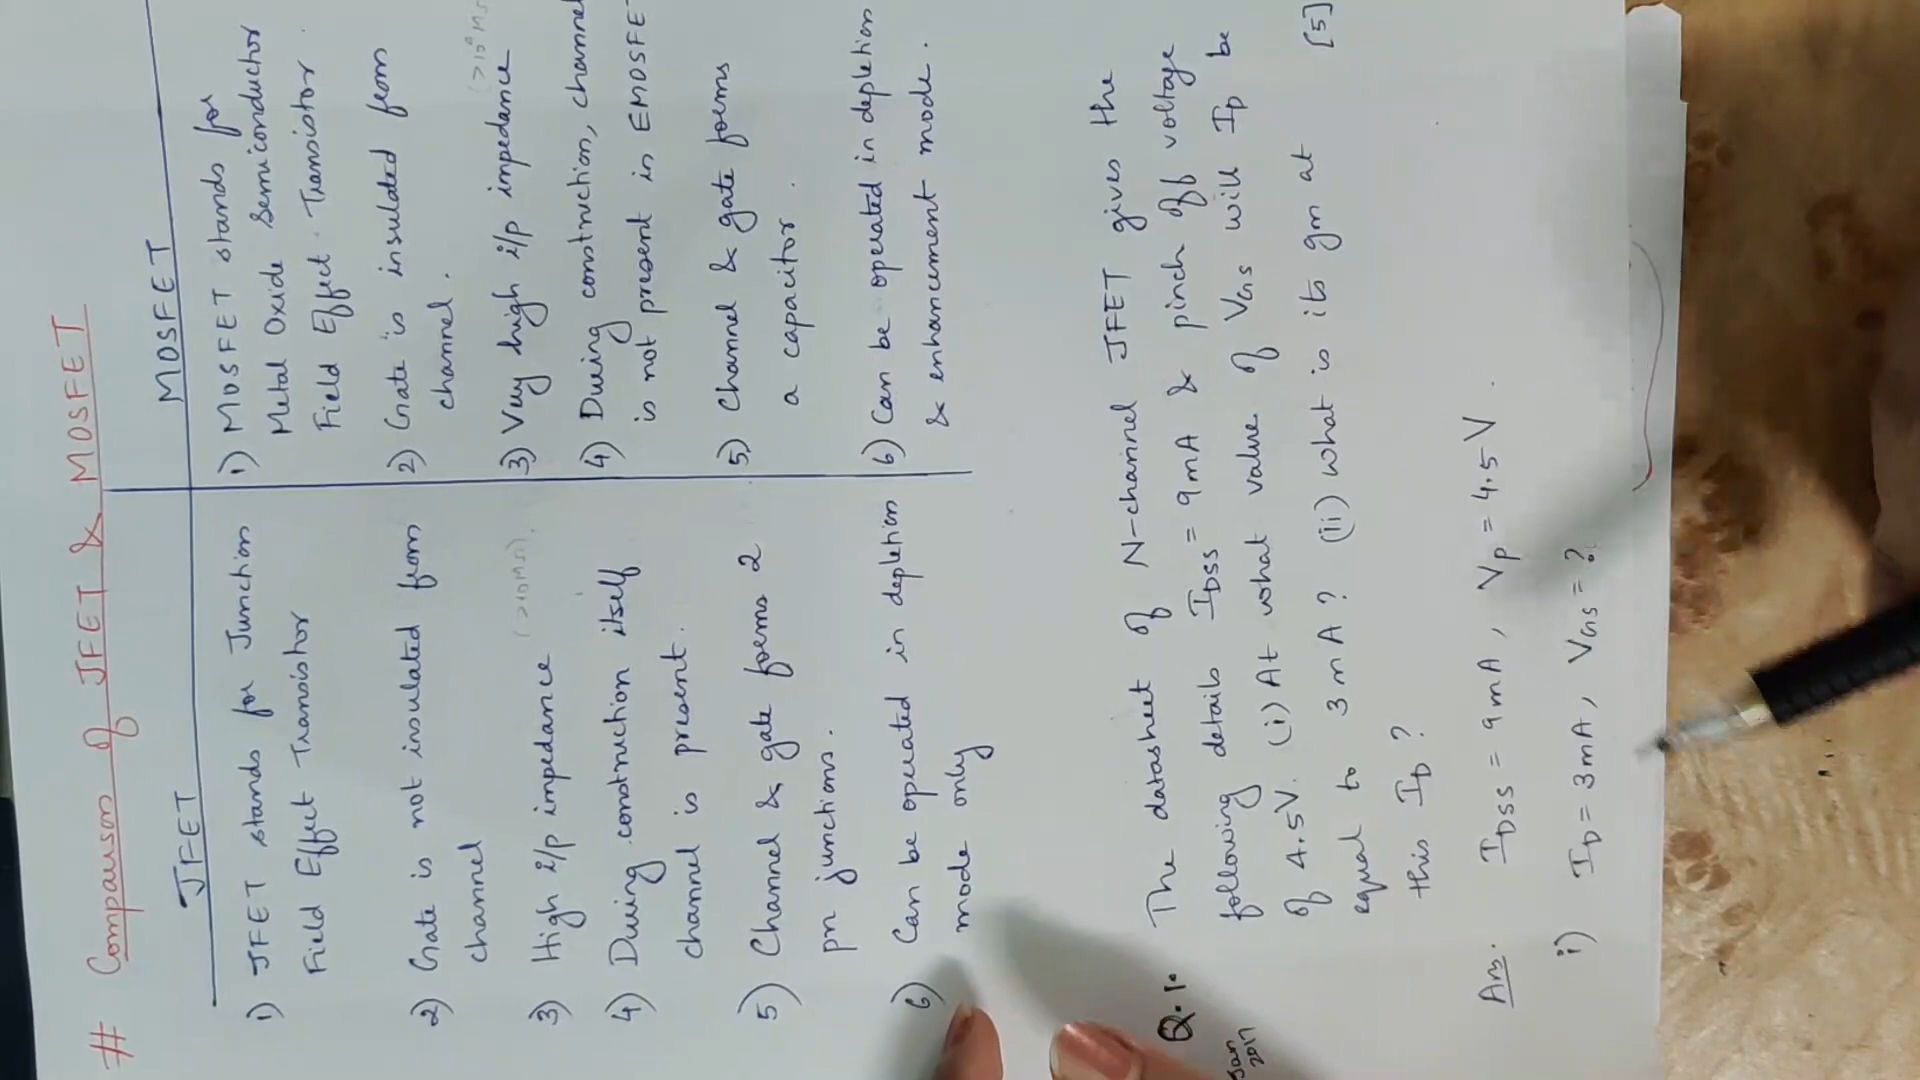 # Comparison of JFET & MOSFET
JFET
1) JFET stands for Junction
Field Effect Transistor
2) Gate is not insulated from
channel
3) High i/p impedance (>10MΩ)
4) During construction itself
channel is present.
5) Channel & gate forms 2
pn junctions.
6) Can be operated in depletion
mode only
MOSFET
1) MOSFET stands for
Metal Oxide Semiconductor
Field Effect Transistor.
2) Gate is insulated from
channel.
3) Very high i/p impedance
4) During construction, channel
is not present in EMOSFET
5) Channel & gate forms
a capacitor.
6) Can be operated in depletion
& enhancement mode.
Q.1. The datasheet of N-channel JFET gives the
Jan 2017
following details IDSS = 9mA & pinch off voltage
of 4.5V. (i) At what value of VGS will ID be
equal to 3mA? (ii) what is its gm at
this ID? [5]
Ans. IDSS = 9mA, Vp = 4.5V.
i) ID = 3mA, VGS = ?